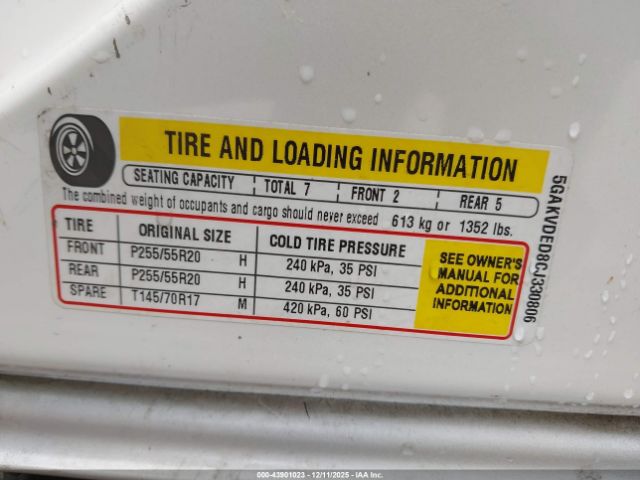 TIRE AND LOADING INFORMATION
SEATING CAPACITY TOTAL 7 FRONT 2 REAR 5
The combined weight of occupants and cargo should never exceed 613 kg or 1352 lbs.
TIRE ORIGINAL SIZE COLD TIRE PRESSURE
FRONT P255/55R20 H 240 kPa, 35 PSI
REAR P255/55R20 H 240 kPa, 35 PSI
SPARE T145/70R17 M 420 kPa, 60 PSI
SEE OWNER'S
MANUAL FOR
ADDITIONAL
INFORMATION
5GAKVDED8CJ330806
000-43901023 - 12/11/2025 - IAA Inc.